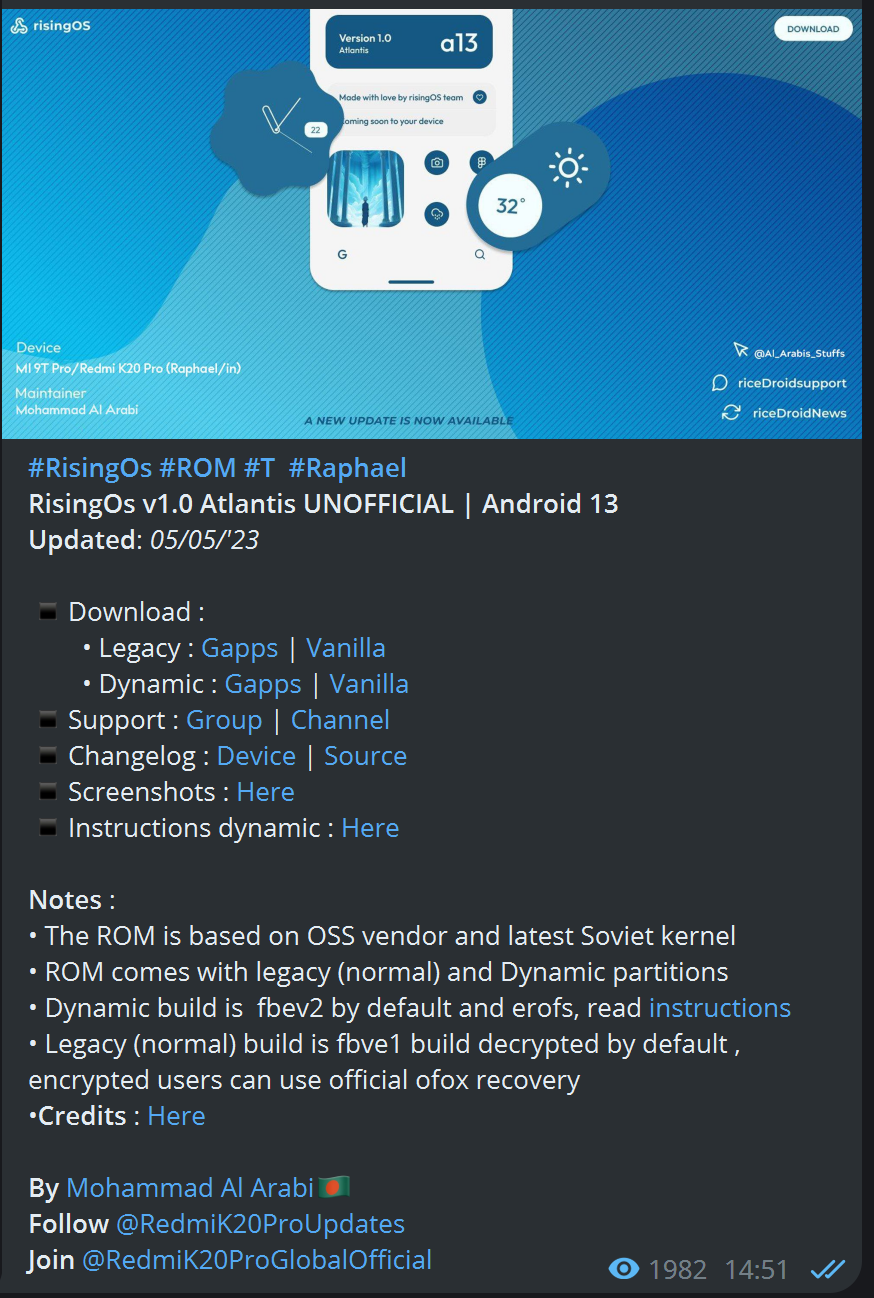 risingOS
DOWNLOAD
Version 1.0
Atlantis
a13
Made with love by risingOS team
oming soon to your device
22
32°
G
Device
MI 9T Pro/Redmi K20 Pro (Raphael/in)
Maintainer
Mohammad Al Arabi
@Al_Arabis_Stuffs
riceDroidsupport
riceDroidNews
A NEW UPDATE IS NOW AVAILABLE
#RisingOs #ROM #T #Raphael
RisingOs v1.0 Atlantis UNOFFICIAL | Android 13
Updated: 05/05/'23
◾ Download :
• Legacy : Gapps | Vanilla
• Dynamic : Gapps | Vanilla
◾ Support : Group | Channel
◾ Changelog : Device | Source
◾ Screenshots : Here
◾ Instructions dynamic : Here
Notes :
• The ROM is based on OSS vendor and latest Soviet kernel
• ROM comes with legacy (normal) and Dynamic partitions
• Dynamic build is fbev2 by default and erofs, read instructions
• Legacy (normal) build is fbve1 build decrypted by default ,
encrypted users can use official ofox recovery
•Credits : Here
By Mohammad Al Arabi🇧🇩
Follow @RedmiK20ProUpdates
Join @RedmiK20ProGlobalOfficial
1982 14:51